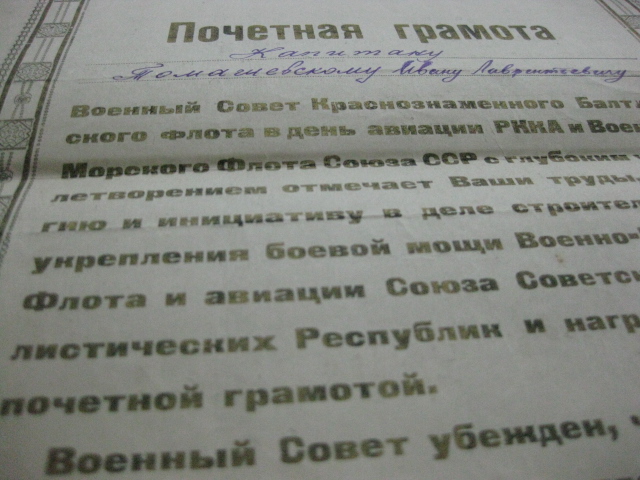 Почетная грамота
Капитану
Томашевскому Ивану Лаврентьевичу
Военный Совет Краснознаменного Балтий
ского флота в день авиации РККА и Воен
Морского Флота Союза ССР с глубоким у
летворением отмечает Ваши труды,
гию и инициативу в деле строител
укрепления боевой мощи Военно-
Флота и авиации Союза Советск
листических Республик и нагр
почетной грамотой.
Военный Совет убежден, ч